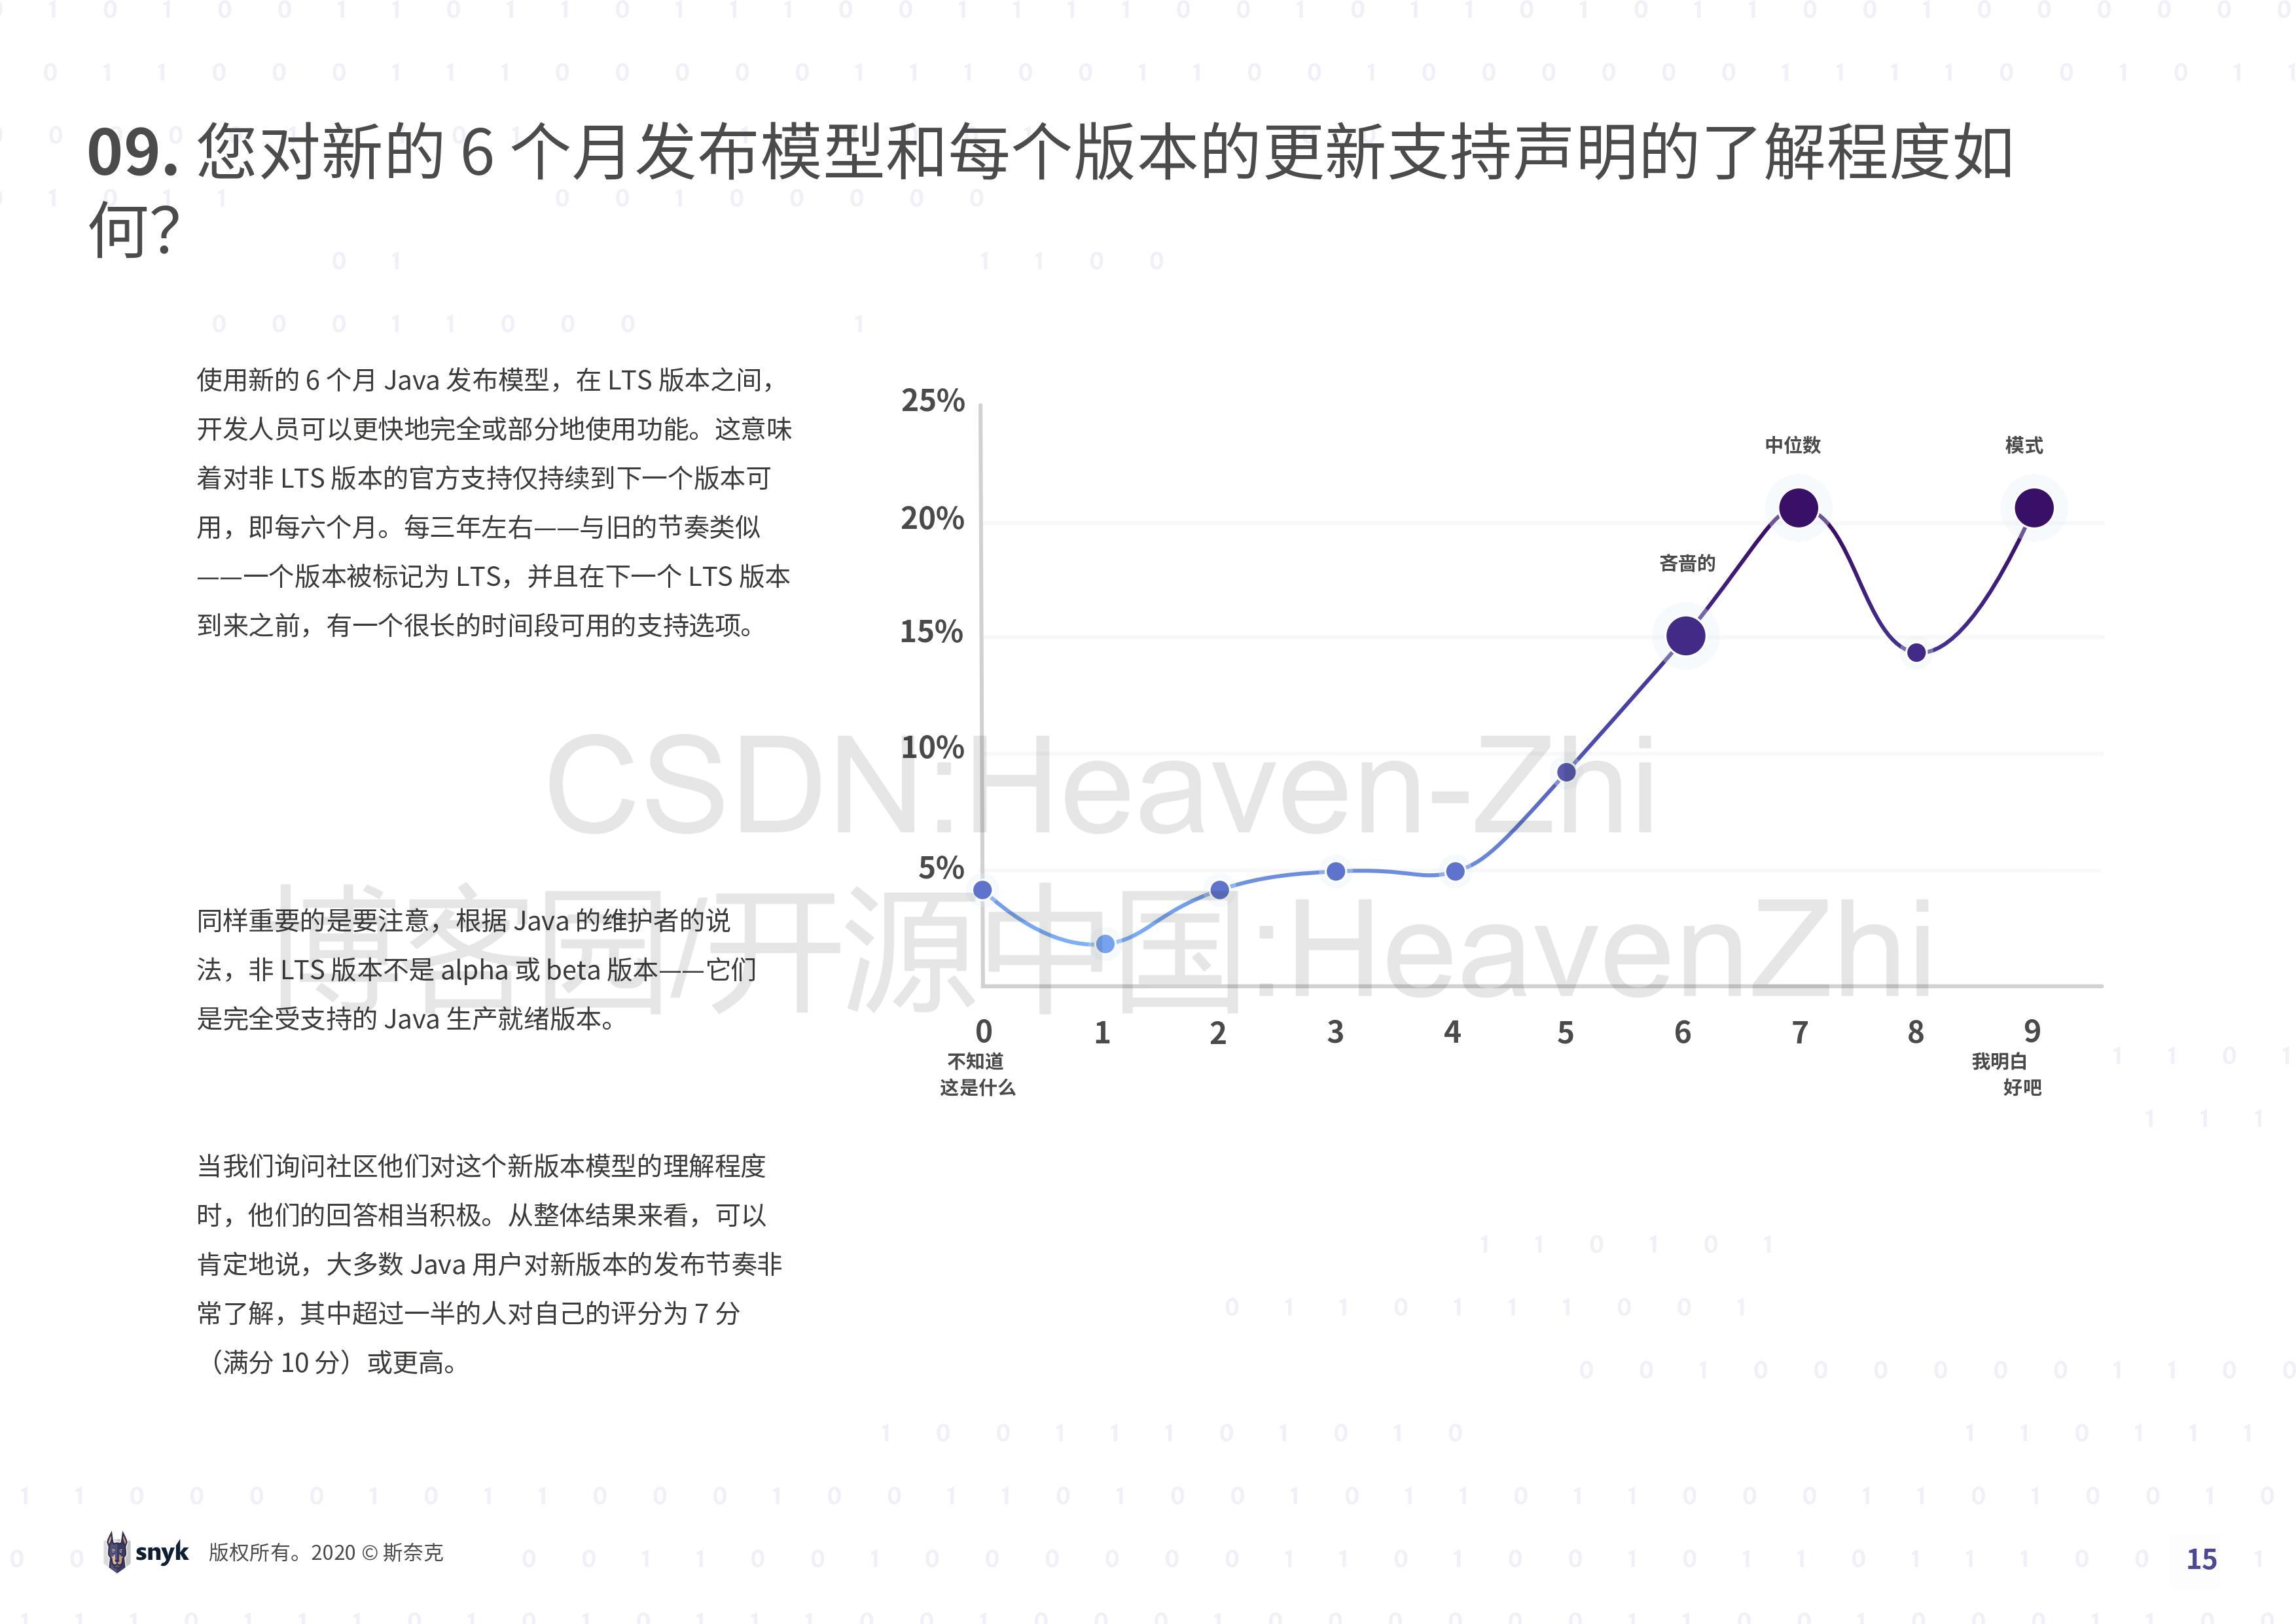 09. 您对新的 6 个月发布模型和每个版本的更新支持声明的了解程度如
何？
使用新的 6 个月 Java 发布模型，在 LTS 版本之间，
开发人员可以更快地完全或部分地使用功能。这意味
着对非 LTS 版本的官方支持仅持续到下一个版本可
用，即每六个月。每三年左右——与旧的节奏类似
——一个版本被标记为 LTS，并且在下一个 LTS 版本
到来之前，有一个很长的时间段可用的支持选项。
同样重要的是要注意，根据 Java 的维护者的说
法，非 LTS 版本不是 alpha 或 beta 版本——它们
是完全受支持的 Java 生产就绪版本。
当我们询问社区他们对这个新版本模型的理解程度
时，他们的回答相当积极。从整体结果来看，可以
肯定地说，大多数 Java 用户对新版本的发布节奏非
常了解，其中超过一半的人对自己的评分为 7 分
（满分 10 分）或更高。
25%
20%
15%
10%
5%
中位数
模式
吝啬的
0 1 2 3 4 5 6 7 8 9
不知道
这是什么
我明白
好吧
CSDN:Heaven-Zhi
博客园/开源中国:HeavenZhi
snyk 版权所有。2020 © 斯奈克
15